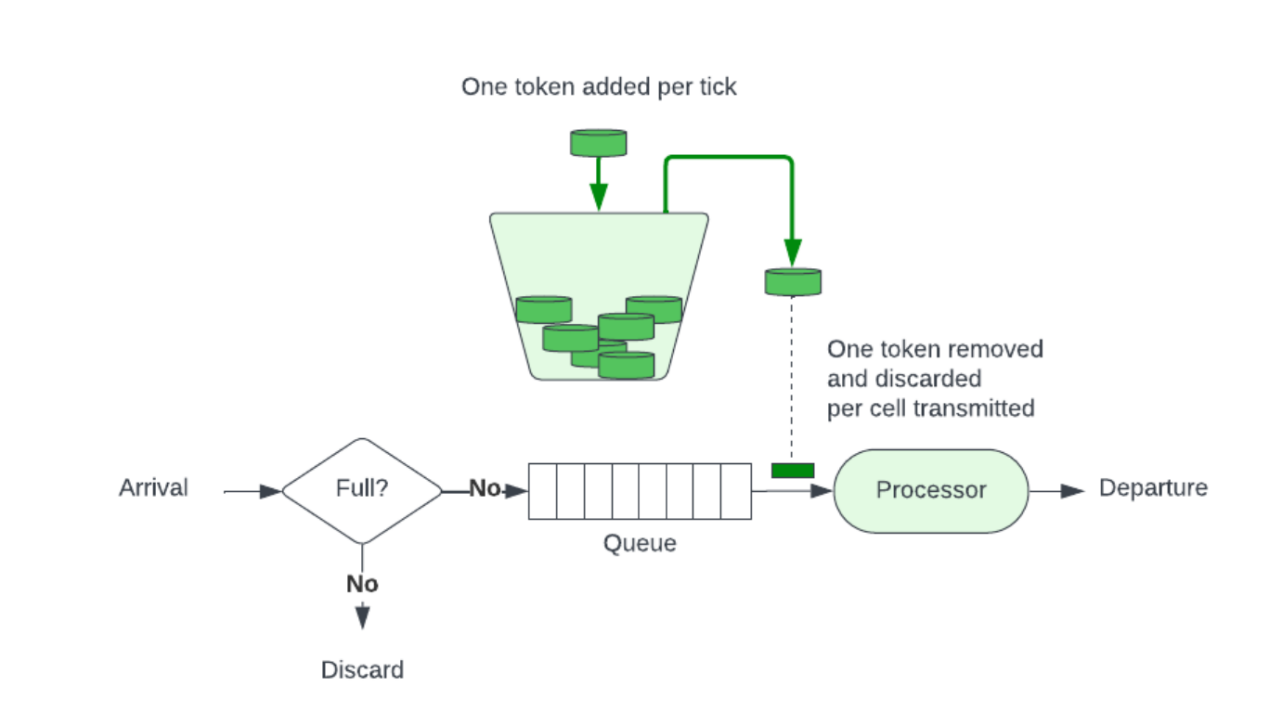 One token added per tick
One token removed
and discarded
per cell transmitted
Arrival
Full?
No
Queue
Processor
Departure
No
Discard